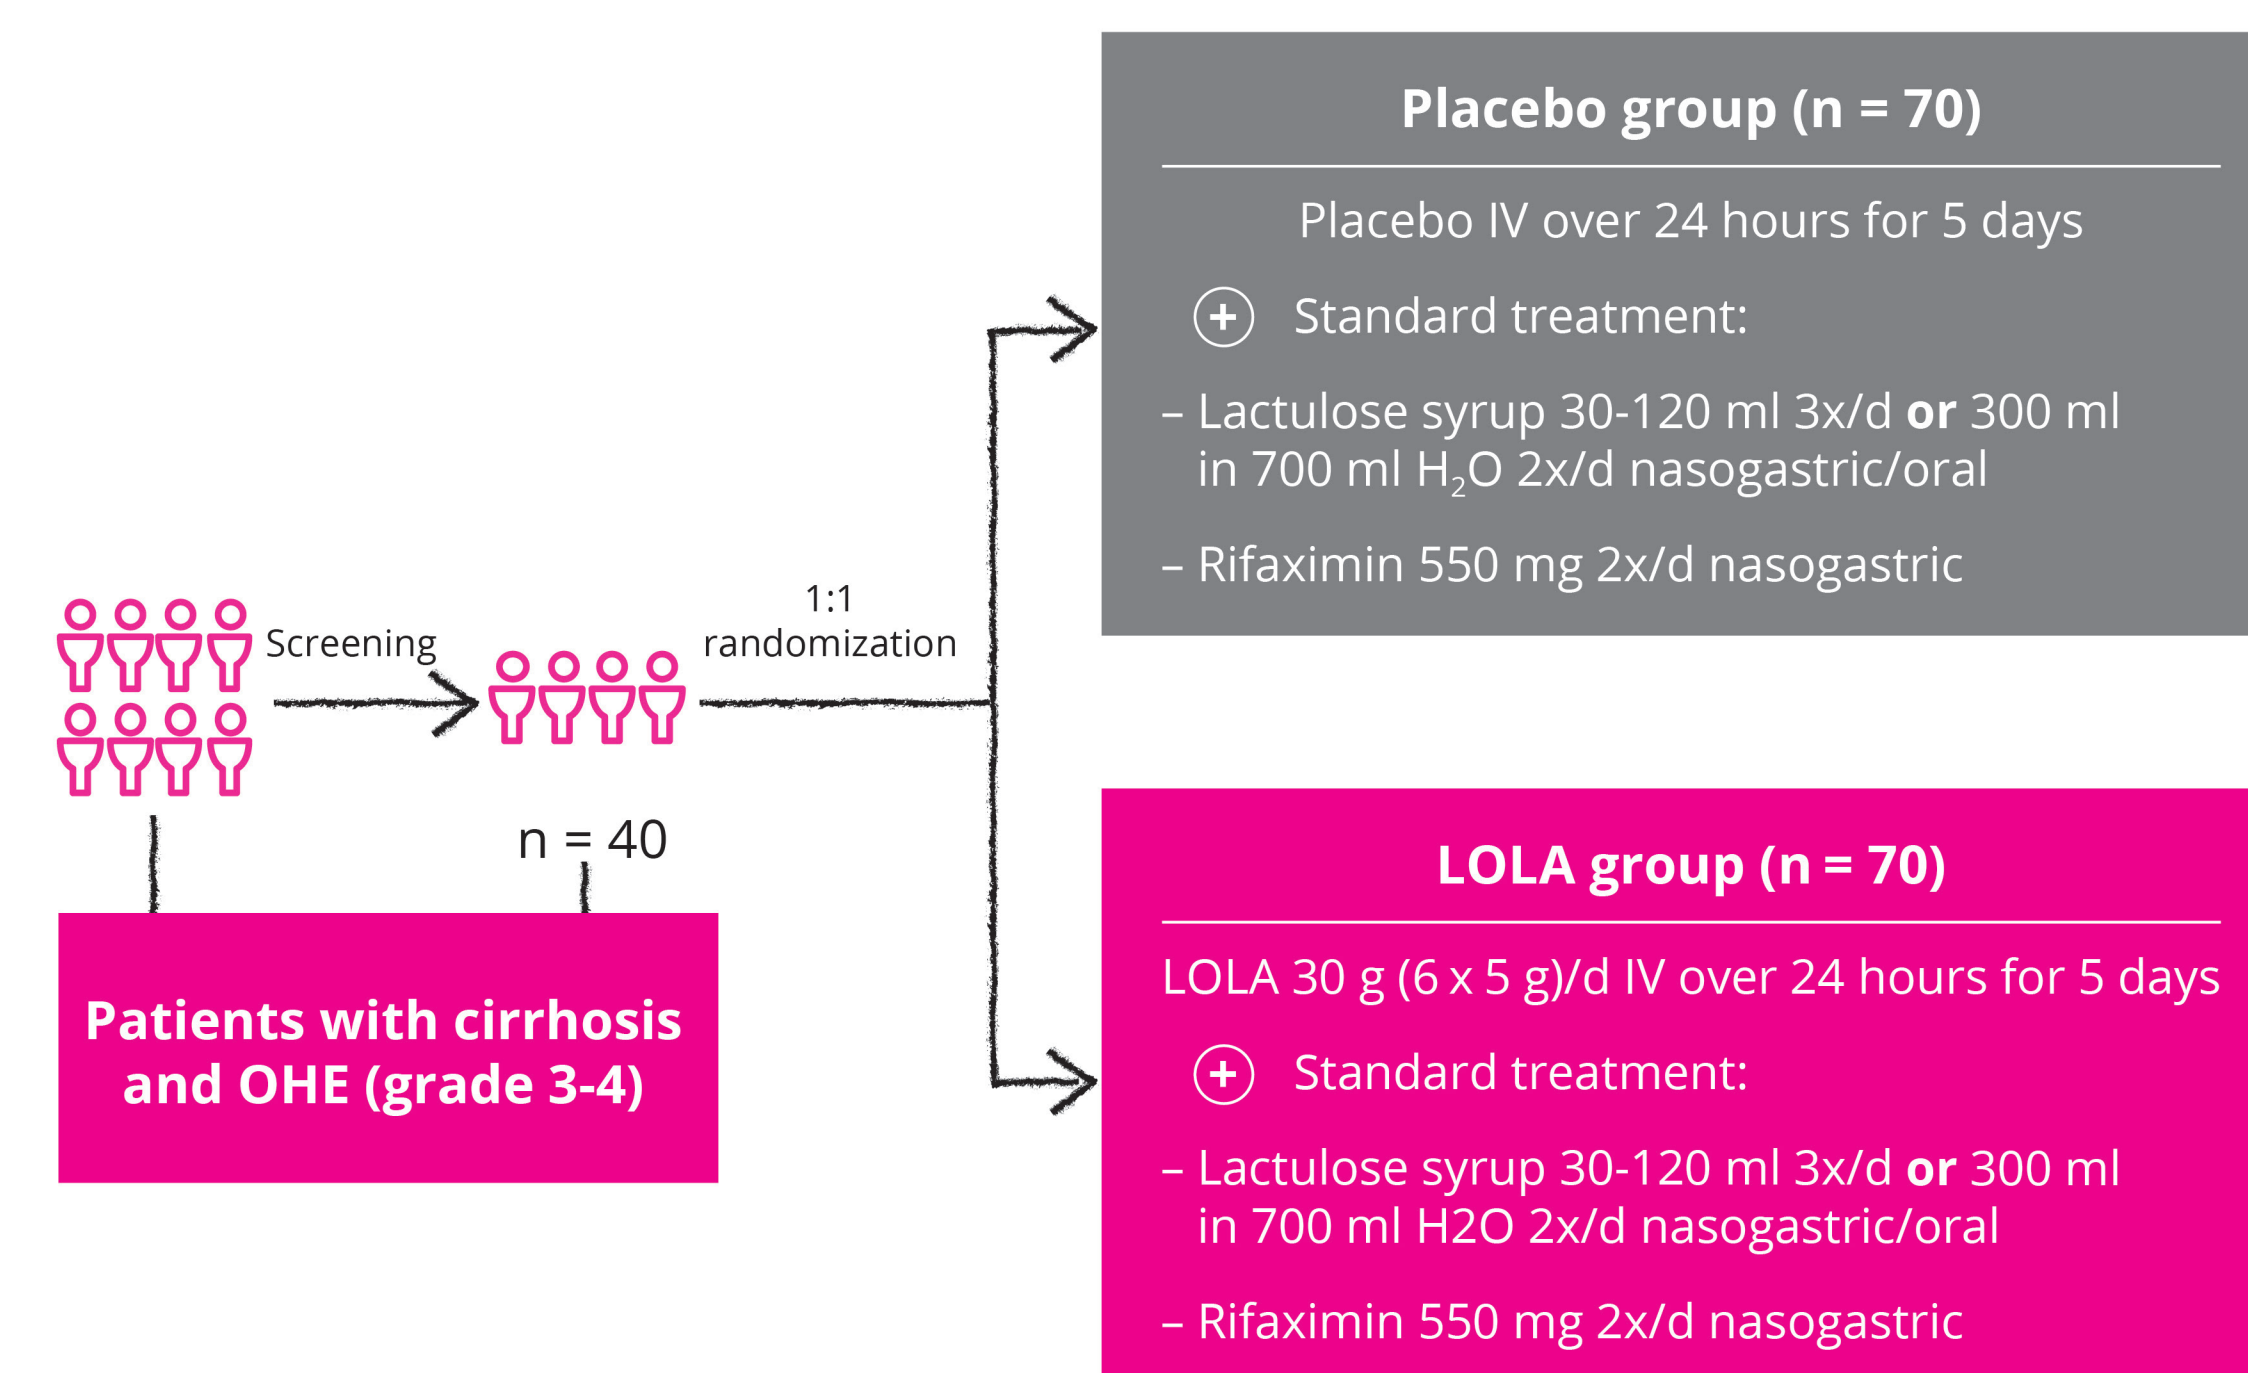 Screening
n = 40
Patients with cirrhosis
and OHE (grade 3-4)
1:1
randomization
Placebo group (n = 70)
Placebo IV over 24 hours for 5 days
+ Standard treatment:
– Lactulose syrup 30-120 ml 3x/d or 300 ml
in 700 ml H₂O 2x/d nasogastric/oral
– Rifaximin 550 mg 2x/d nasogastric
LOLA group (n = 70)
LOLA 30 g (6 x 5 g)/d IV over 24 hours for 5 days
+ Standard treatment:
– Lactulose syrup 30-120 ml 3x/d or 300 ml
in 700 ml H2O 2x/d nasogastric/oral
– Rifaximin 550 mg 2x/d nasogastric